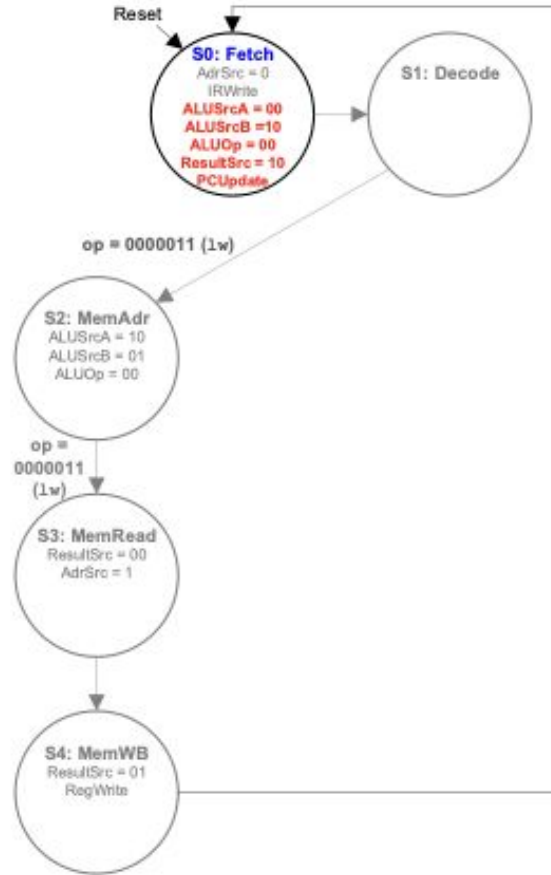 Reset
S0: Fetch
AdrSrc = 0
IRWrite
ALUSrcA = 00
ALUSrcB =10
ALUOp = 00
ResultSrc = 10
PCUpdate
S1: Decode
op = 0000011 (lw)
S2: MemAdr
ALUSrcA = 10
ALUSrcB = 01
ALUOp = 00
op =
0000011
(lw)
S3: MemRead
ResultSrc = 00
AdrSrc = 1
S4: MemWB
ResultSrc = 01
RegWrite